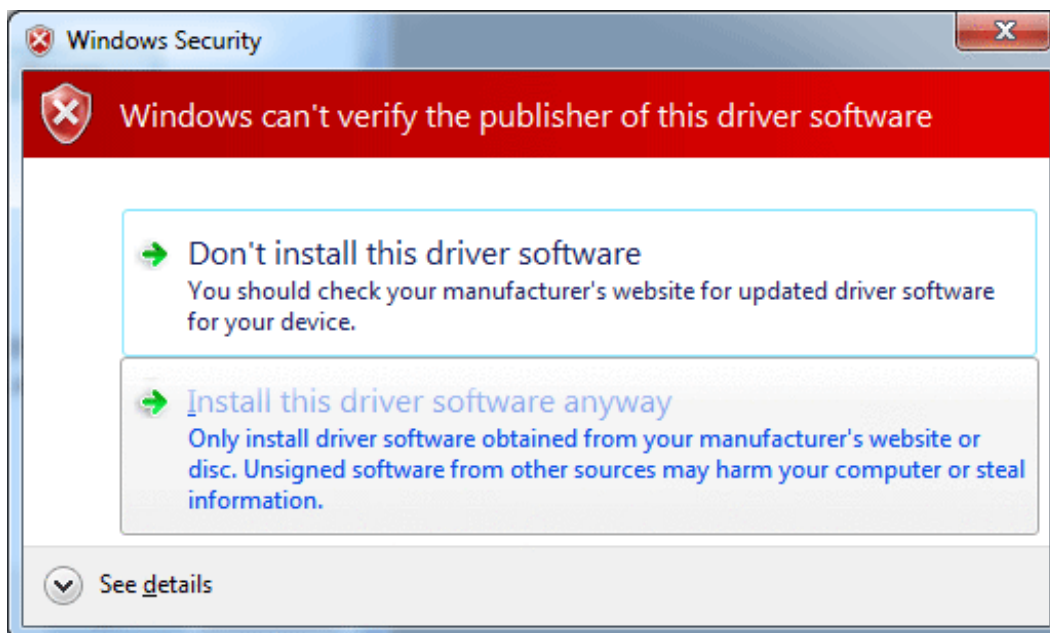 Windows Security
Windows can't verify the publisher of this driver software
Don't install this driver software
You should check your manufacturer's website for updated driver software
for your device.
Install this driver software anyway
Only install driver software obtained from your manufacturer's website or
disc. Unsigned software from other sources may harm your computer or steal
information.
See details